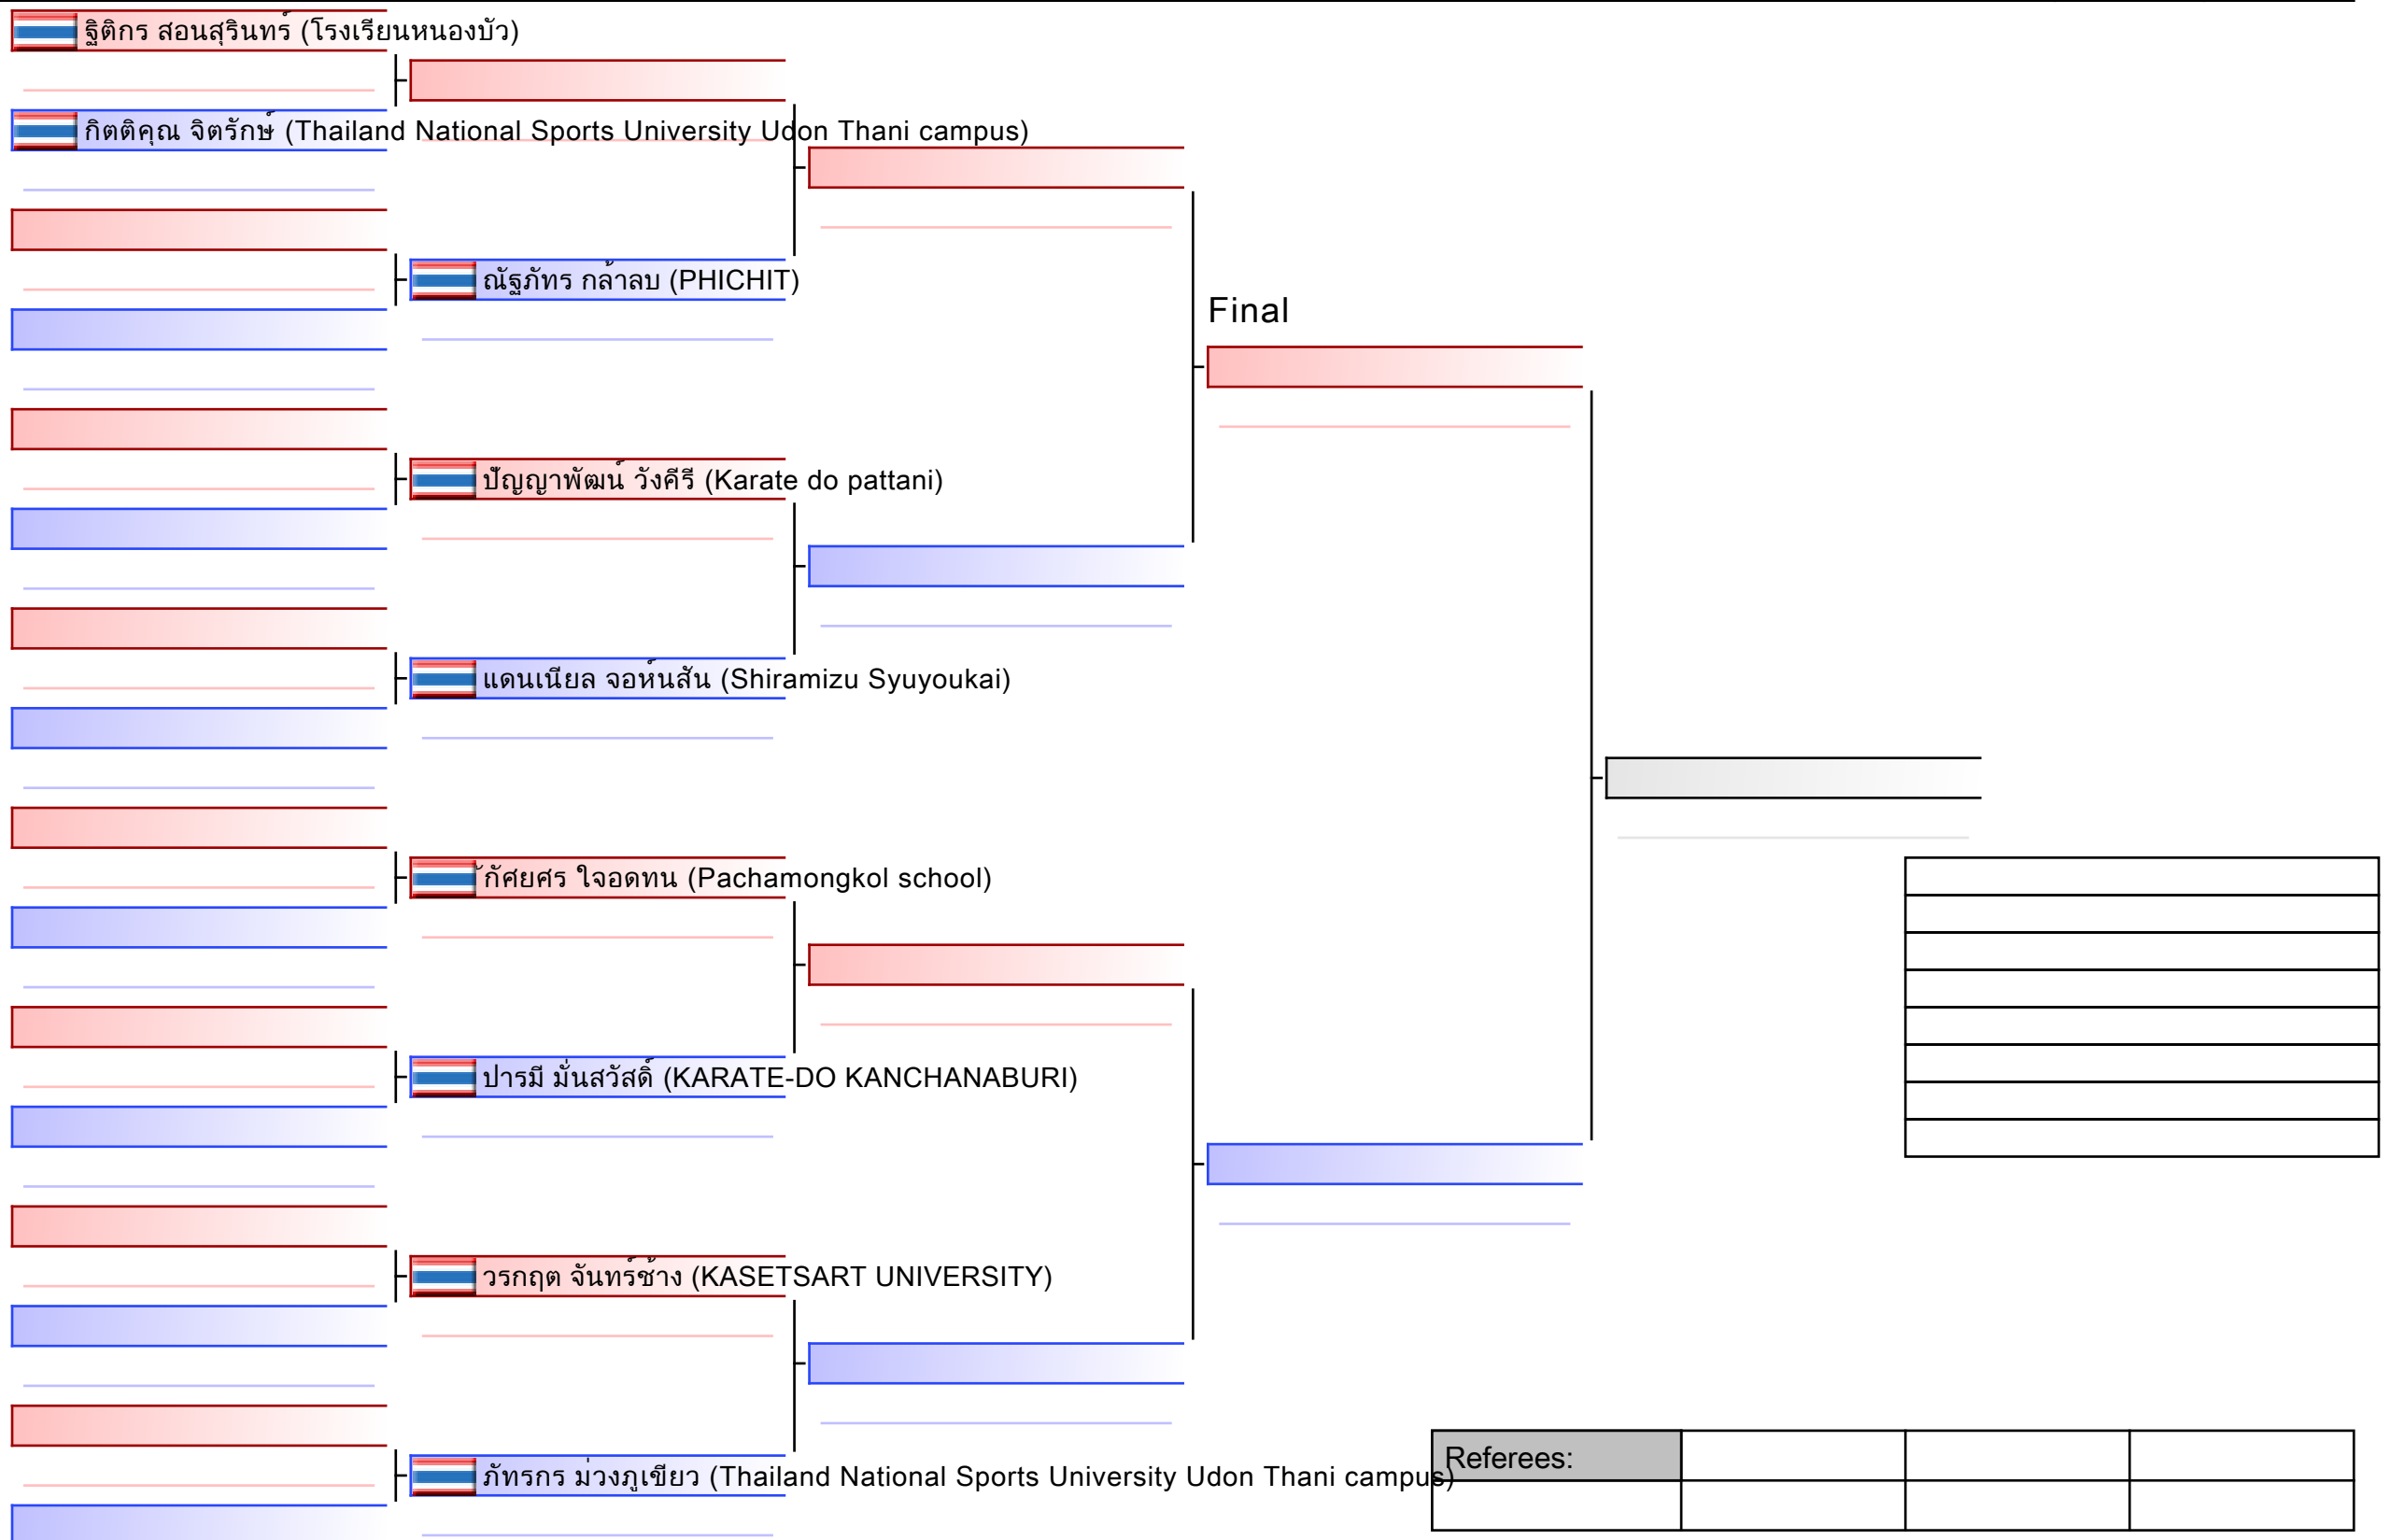 ฐิติกร สอนสุรินทร์ (โรงเรียนหนองบัว)
กิตติคุณ จิตรักษ์ (Thailand National Sports University Udon Thani campus)
ณัฐภัทร กล้าลบ (PHICHIT)
Final
ปัญญาพัฒน์ วังคีรี (Karate do pattani)
แดนเนียล จอห์นสัน (Shiramizu Syuyoukai)
ักัศยศร ใจอดทน (Pachamongkol school)
ปารมี มั่นสวัสดิ์ (KARATE-DO KANCHANABURI)
วรกฤต จันทร์ช้าง (KASETSART UNIVERSITY)
Referees:
ภัทรกร ม่วงภูเขียว (Thailand National Sports University Udon Thani campus)